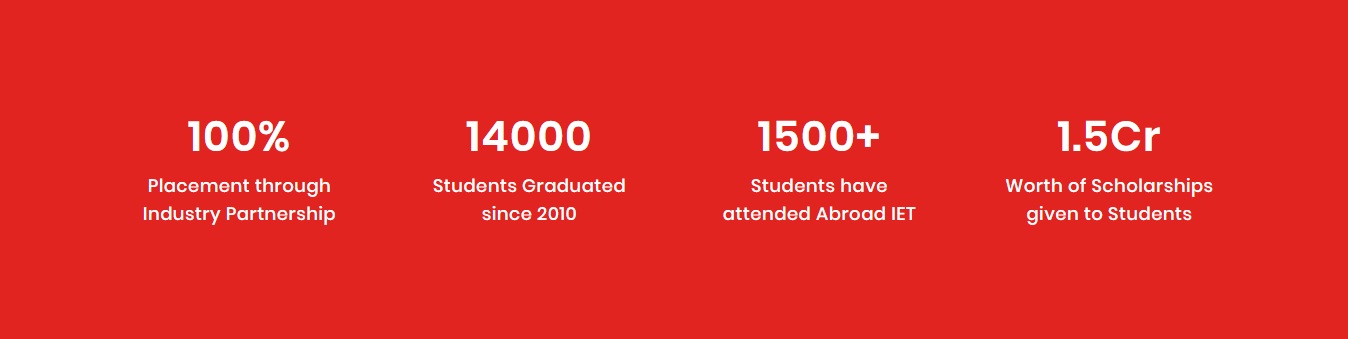 100%
Placement through
Industry Partnership
14000
Students Graduated
since 2010
1500+
Students have
attended Abroad IET
1.5Cr
Worth of Scholarships
given to Students